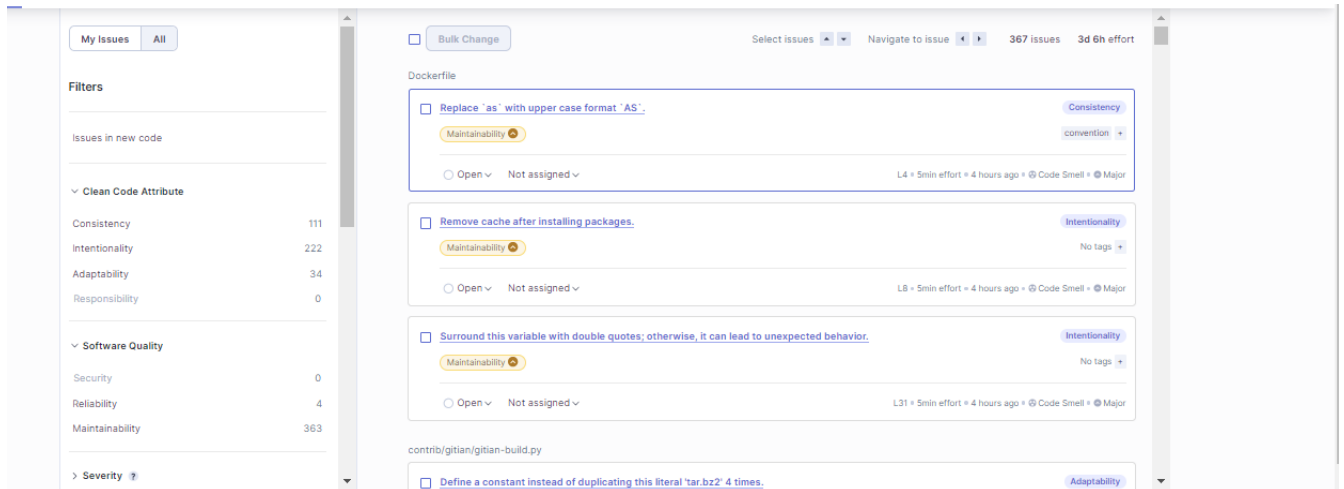 My Issues All
Filters
Issues in new code
Clean Code Attribute
Consistency 111
Intentionality 222
Adaptability 34
Responsibility 0
Software Quality
Security 0
Reliability 4
Maintainability 363
Severity ?
Bulk Change Select issues Navigate to issue 367 issues 3d 6h effort
Dockerfile
Replace `as` with upper case format `AS`. Consistency
Maintainability convention +
Open Not assigned L4 • 5min effort • 4 hours ago • Code Smell • Major
Remove cache after installing packages. Intentionality
Maintainability No tags +
Open Not assigned L8 • 5min effort • 4 hours ago • Code Smell • Major
Surround this variable with double quotes; otherwise, it can lead to unexpected behavior. Intentionality
Maintainability No tags +
Open Not assigned L31 • 5min effort • 4 hours ago • Code Smell • Major
contrib/gitian/gitian-build.py
Define a constant instead of duplicating this literal 'tar.bz2' 4 times. Adaptability